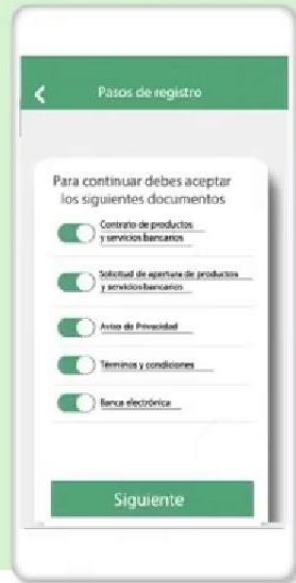 Pasos de registro
Para continuar debes aceptar
los siguientes documentos
Contrato de productos
y servicios bancarios
Solicitud de apertura de productos
y servicios bancarios
Aviso de Privacidad
Términos y condiciones
Banca electrónica
Siguiente